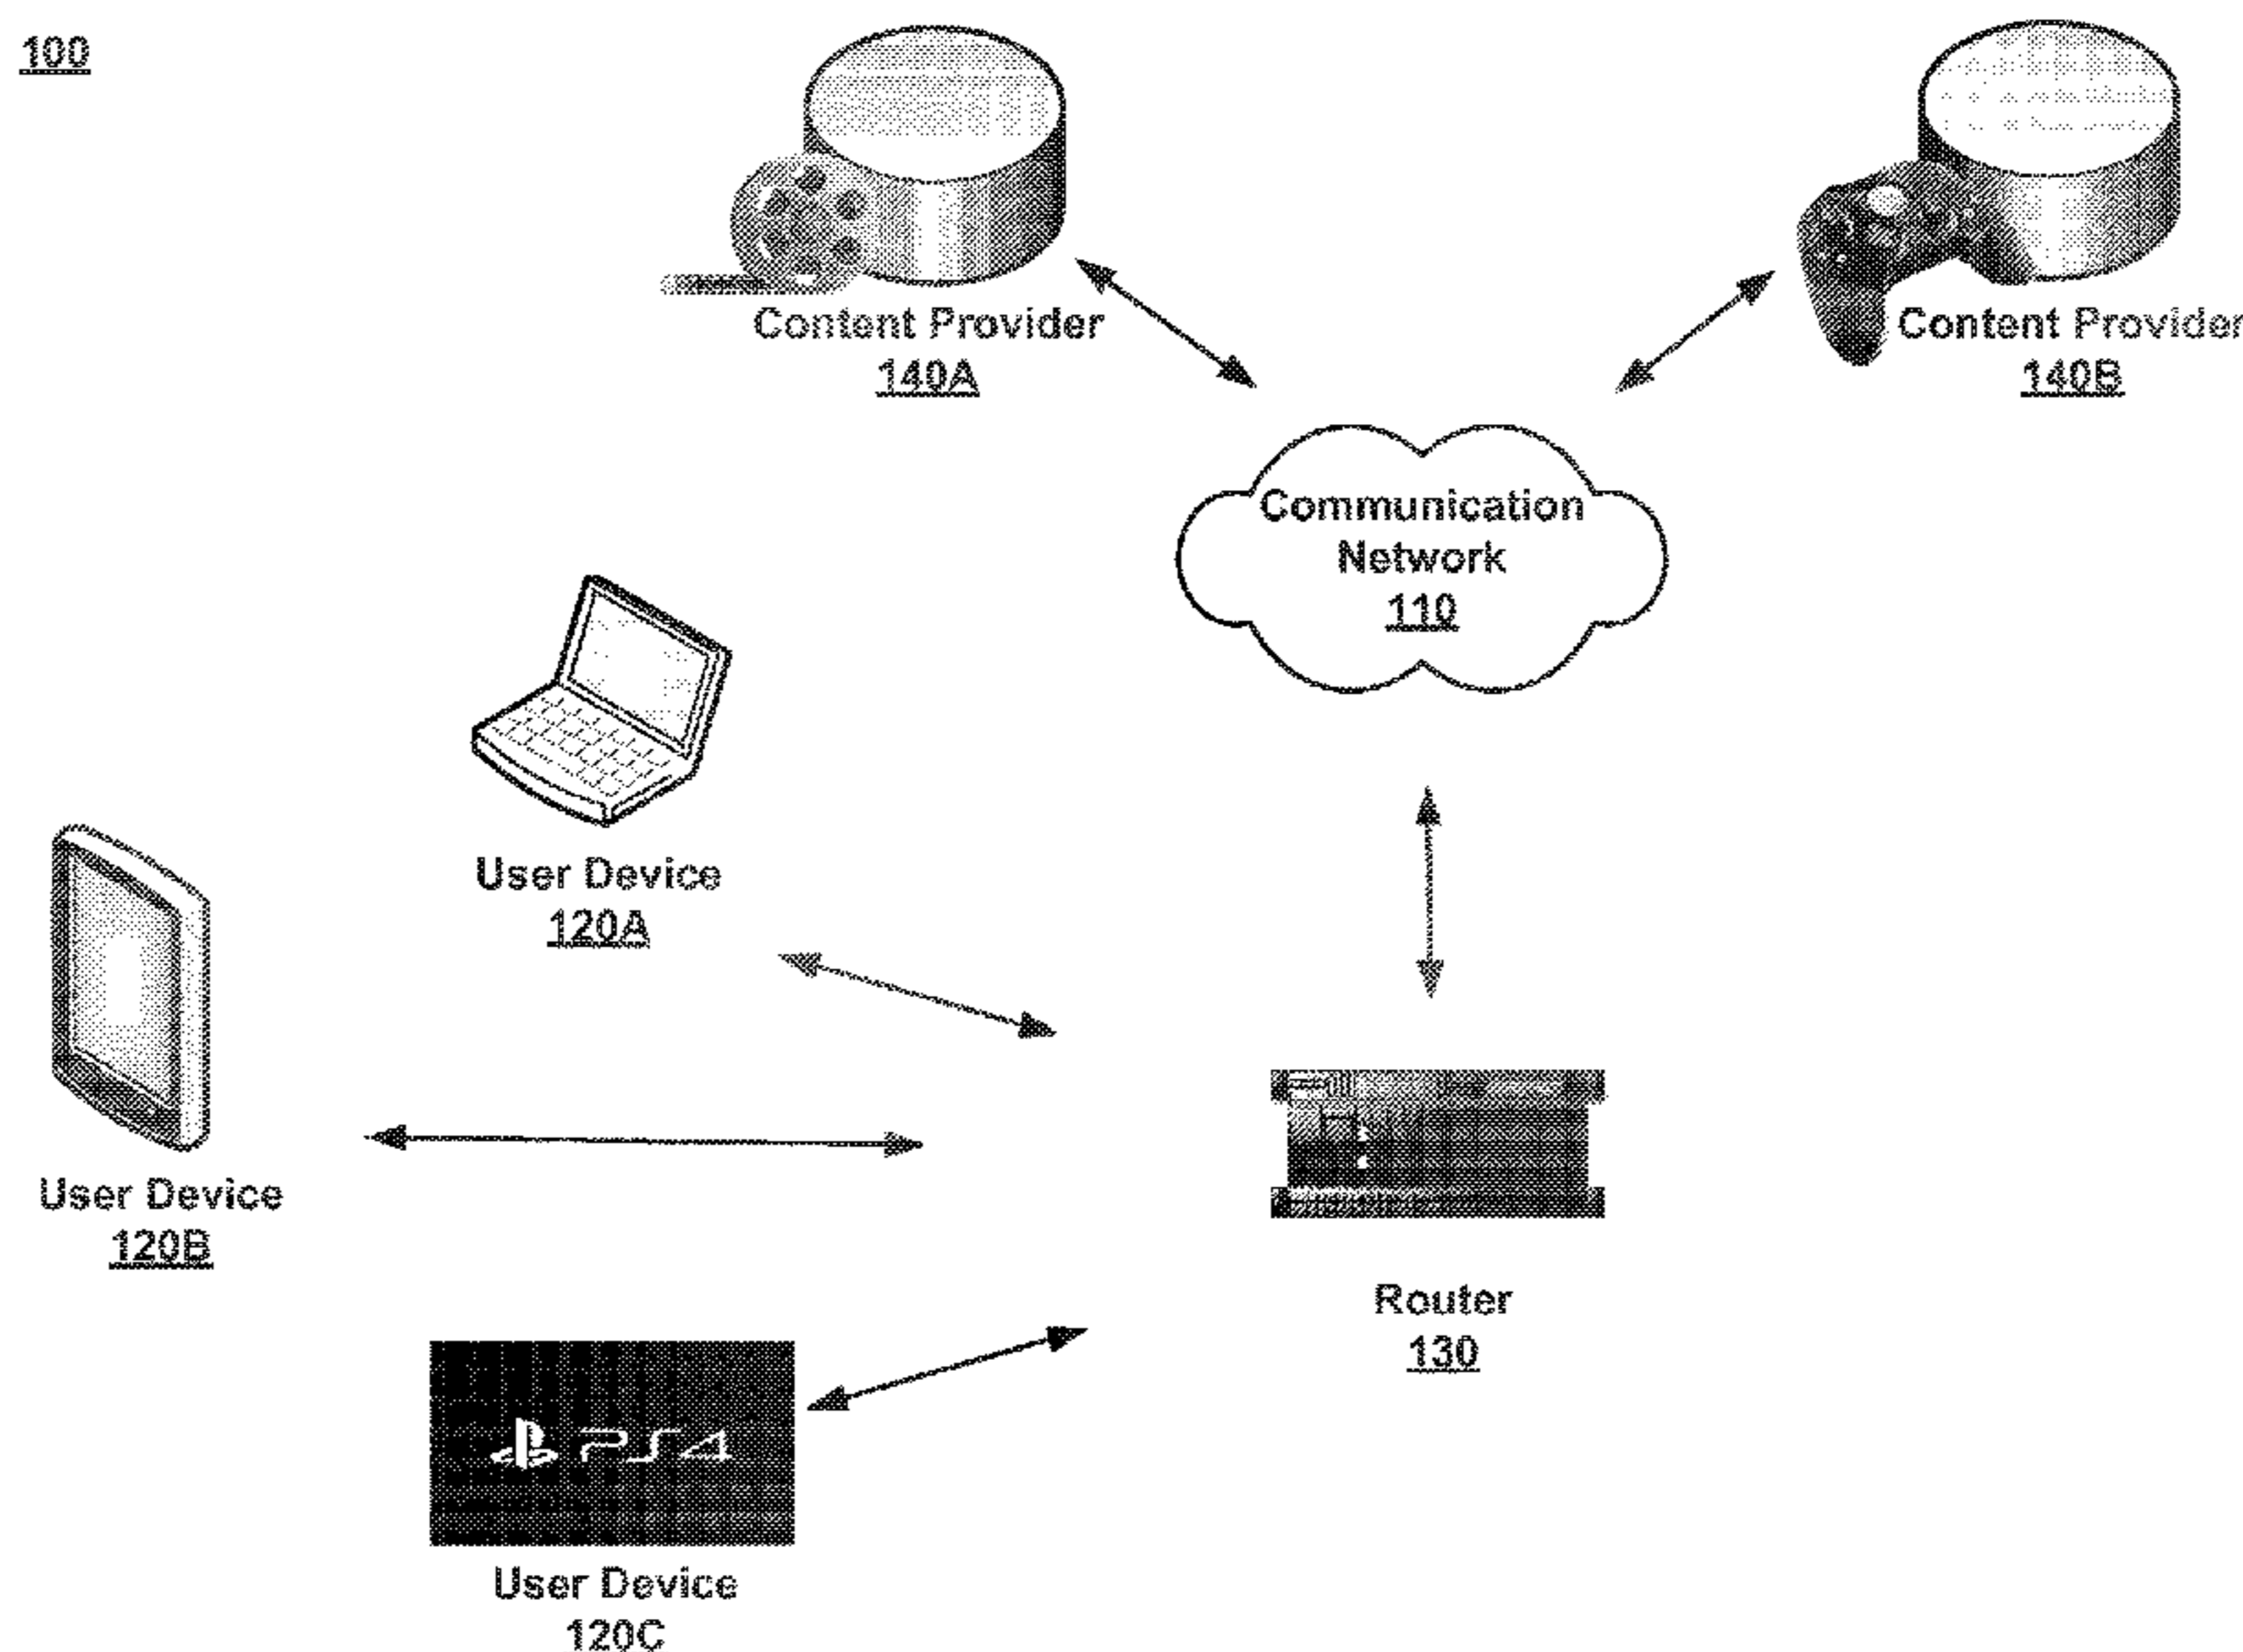 100
Content Provider
140A
Content Provider
140B
Communication
Network
110
User Device
120A
User Device
120B
Router
130
PS4
User Device
120C